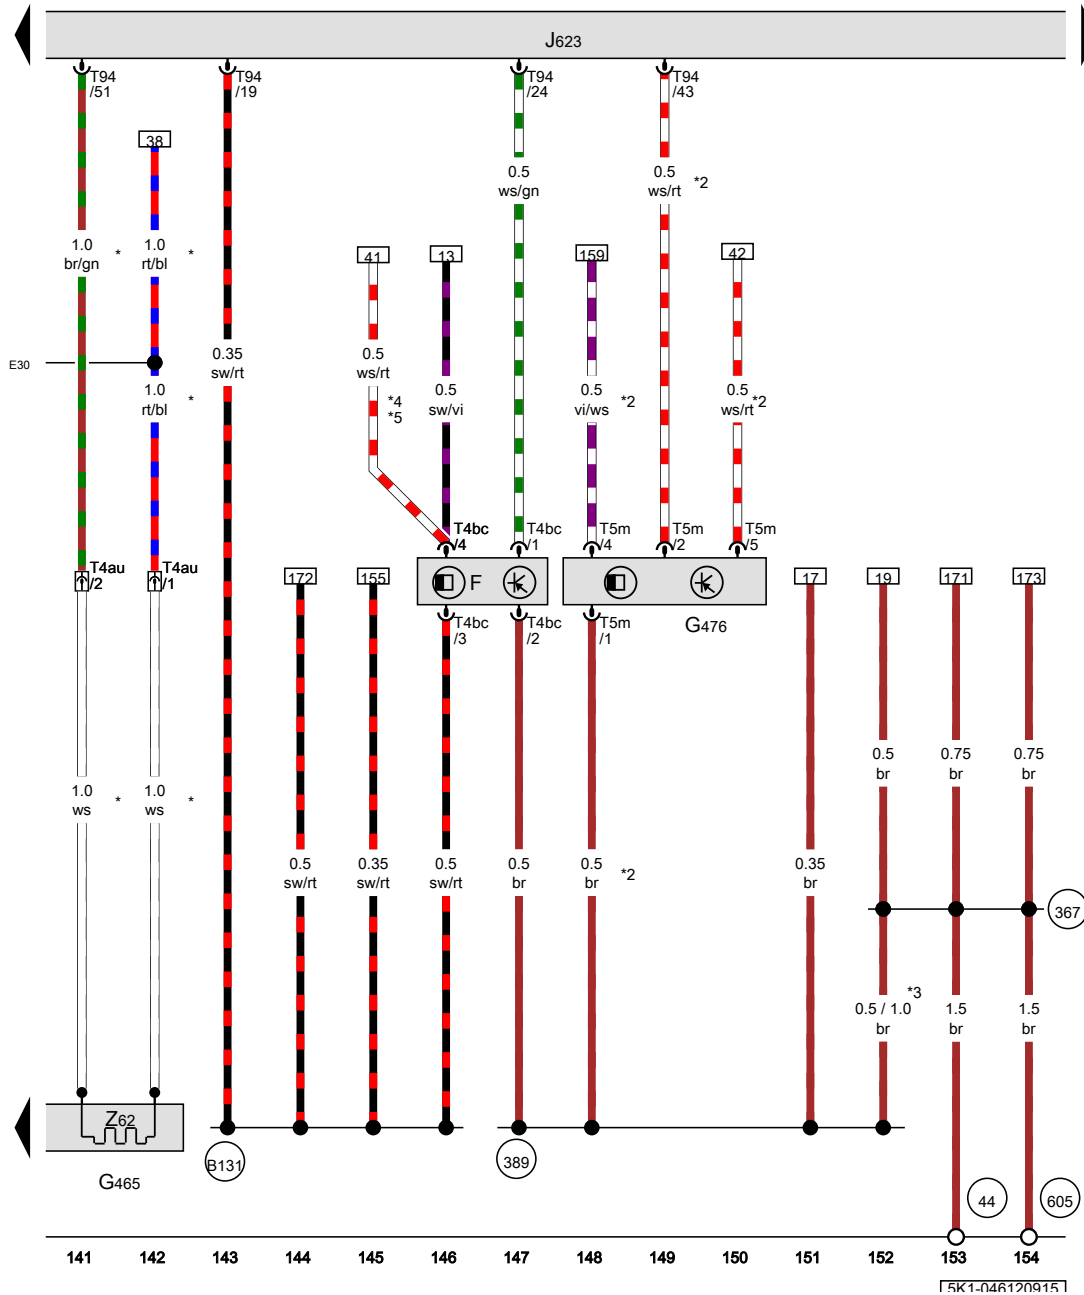 J623
T94 T94 T94 T94
/51 /19 /24 /43
38
0.5 0.5
ws/gn ws/rt *2
1.0 * 1.0 *
br/gn rt/bl
41 13 159 42
E30
0.35 0.5
sw/rt ws/rt
1.0 * 0.5 0.5 *2 0.5
rt/bl sw/vi vi/ws ws/rt *2
*4
*5
T4bc T4bc T5m T5m T5m
/4 /1 /4 /2 /5
T4au T4au
/2 /1
172 155 F 17 19 171 173
T4bc T4bc T5m G476
/3 /2 /1
0.5 0.75 0.75
br br br
1.0 * 1.0 *
ws ws
0.5 0.35 0.5 0.5 0.5 *2 0.35
sw/rt sw/rt sw/rt br br br
367
*3
0.5 / 1.0 1.5 1.5
br br br
Z62
B131 389
G465
44 605
141 142 143 144 145 146 147 148 149 150 151 152 153 154
5K1-046120915